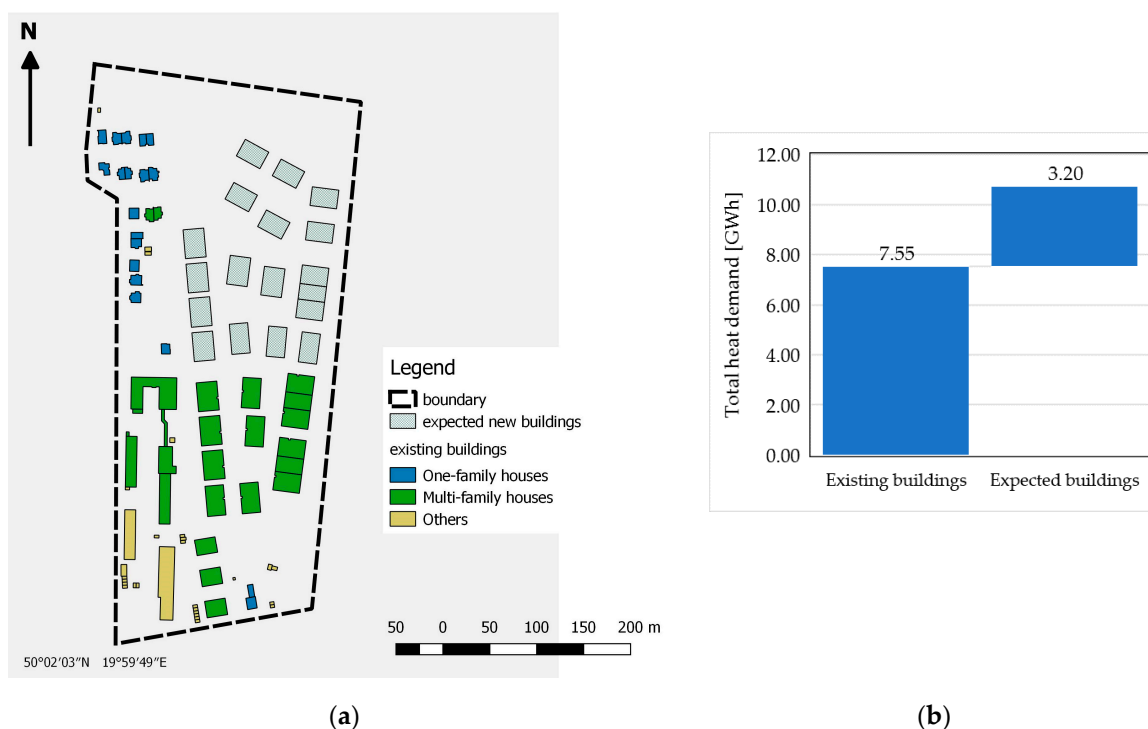 N
Legend
boundary
expected new buildings
existing buildings
One-family houses
Multi-family houses
Others
50 0 50 100 150 200 m
50°02′03″N 19°59′49″E
(a)
Total heat demand [GWh]
12.00
10.00
8.00
6.00
4.00
2.00
0.00
7.55
3.20
Existing buildings Expected buildings
(b)